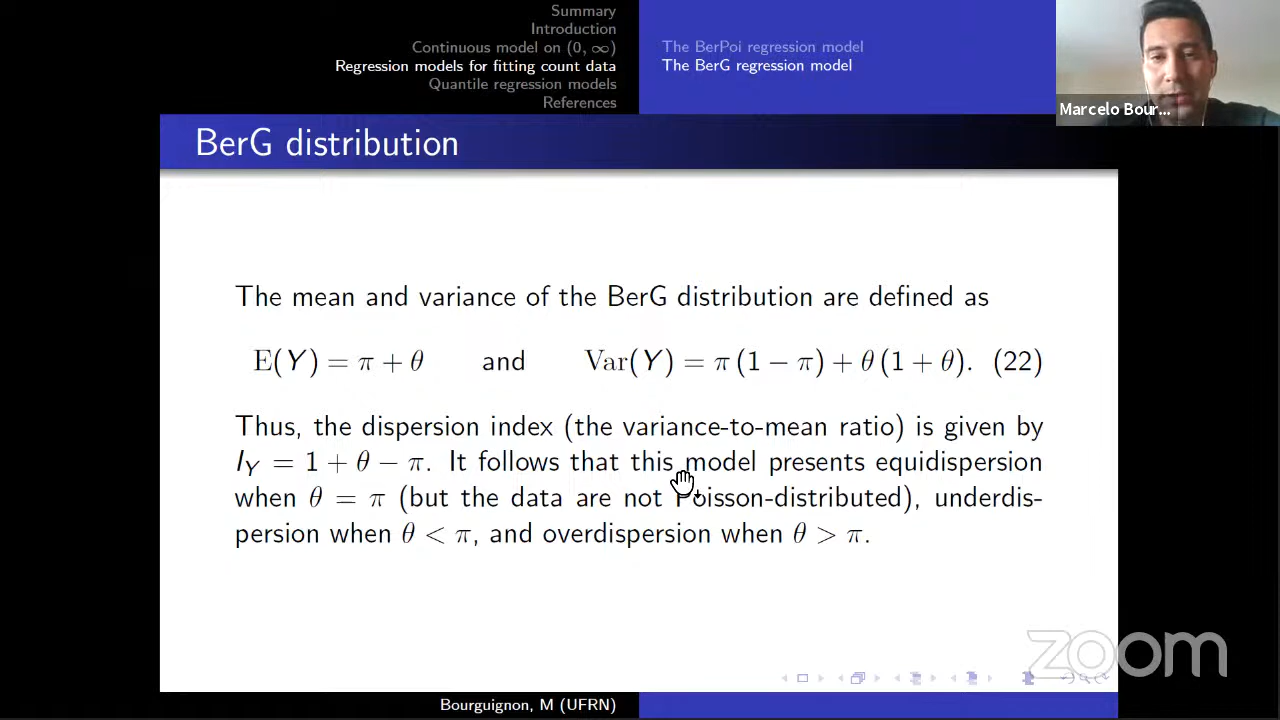 Summary
Introduction
Continuous model on (0, ∞)
Regression models for fitting count data
Quantile regression models
References
The BerPoi regression model
The BerG regression model
Marcelo Bour...
BerG distribution
The mean and variance of the BerG distribution are defined as
E(Y) = π + θ and Var(Y) = π (1 − π) + θ (1 + θ). (22)
Thus, the dispersion index (the variance-to-mean ratio) is given by
I_Y = 1 + θ − π. It follows that this model presents equidispersion
when θ = π (but the data are not Poisson-distributed), underdis-
persion when θ < π, and overdispersion when θ > π.
zoom
Bourguignon, M (UFRN)